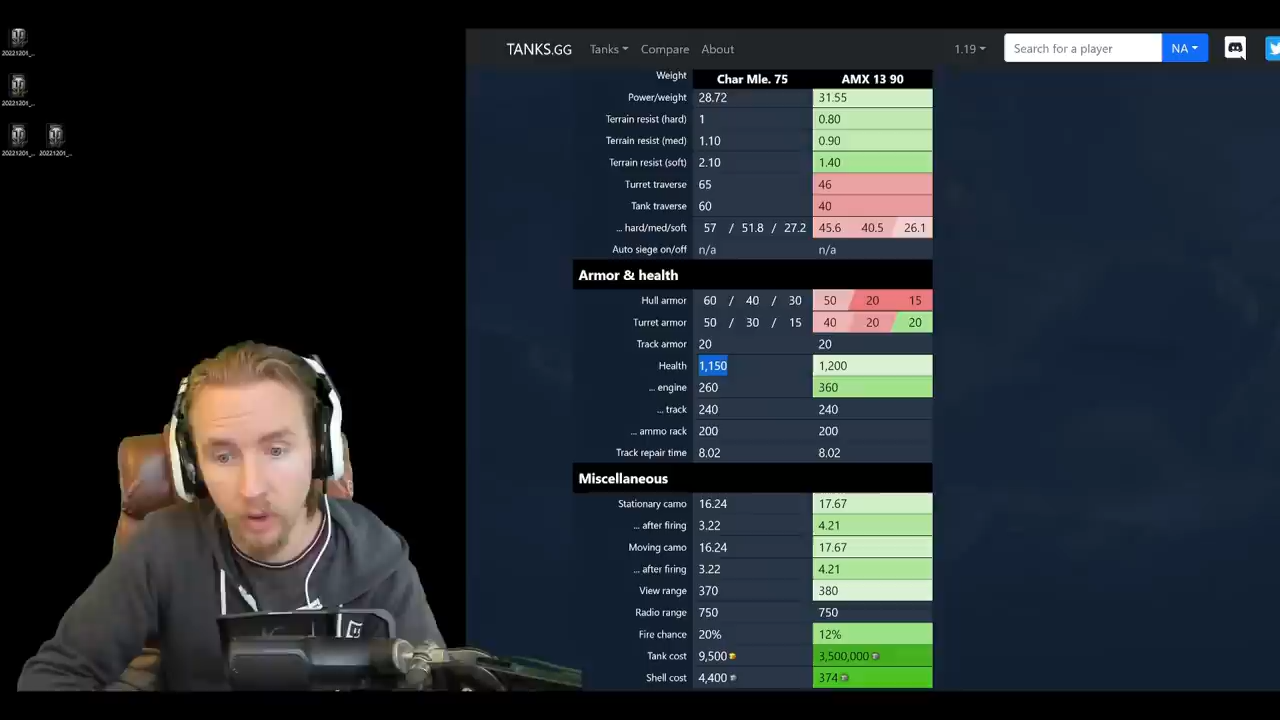 20221201_...
TANKS.GG Tanks Compare About 1.19 Search for a player NA
20221201_...
20221201_... 20221201_...
Weight Char Mle. 75 AMX 13 90
Power/weight 28.72 31.55
Terrain resist (hard) 1 0.80
Terrain resist (med) 1.10 0.90
Terrain resist (soft) 2.10 1.40
Turret traverse 65 46
Tank traverse 60 40
... hard/med/soft 57 / 51.8 / 27.2 45.6 40.5 26.1
Auto siege on/off n/a n/a
Armor & health
Hull armor 60 / 40 / 30 50 20 15
Turret armor 50 / 30 / 15 40 20 20
Track armor 20 20
Health 1,150 1,200
... engine 260 360
... track 240 240
... ammo rack 200 200
Track repair time 8.02 8.02
Miscellaneous
Stationary camo 16.24 17.67
... after firing 3.22 4.21
Moving camo 16.24 17.67
... after firing 3.22 4.21
View range 370 380
Radio range 750 750
Fire chance 20% 12%
Tank cost 9,500 3,500,000
Shell cost 4,400 374